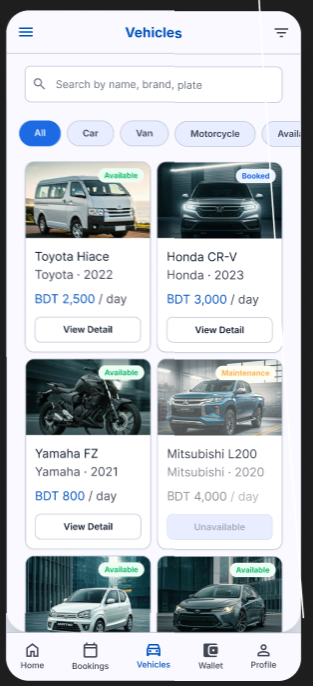 Vehicles
Search by name, brand, plate
All
Car
Van
Motorcycle
Availa
Available
Booked
Toyota Hiace
Toyota · 2022
BDT 2,500 / day
View Detail
Honda CR-V
Honda · 2023
BDT 3,000 / day
View Detail
Available
Maintenance
Yamaha FZ
Yamaha · 2021
BDT 800 / day
View Detail
Mitsubishi L200
Mitsubishi · 2020
BDT 4,000 / day
Unavailable
Available
Available
Home
Bookings
Vehicles
Wallet
Profile